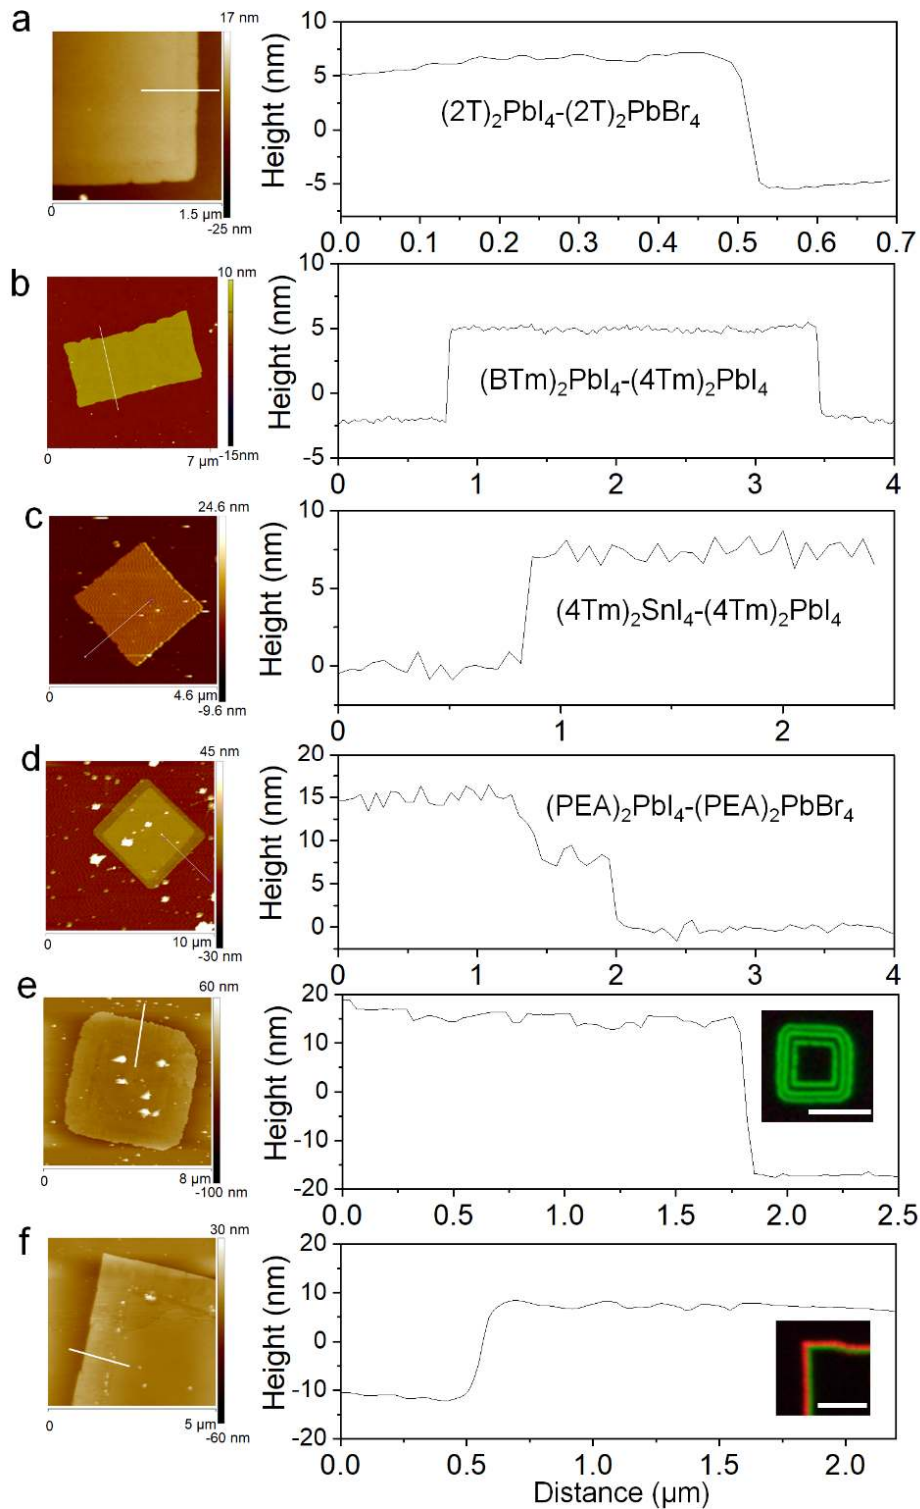 a
17 nm
0
1.5 µm
-25 nm
Height (nm)
10
5
0
-5
(2T)₂PbI₄-(2T)₂PbBr₄
0.0 0.1 0.2 0.3 0.4 0.5 0.6 0.7
b
10 nm
0
7 µm
-15nm
Height (nm)
10
5
0
-5
(BTm)₂PbI₄-(4Tm)₂PbI₄
0 1 2 3 4
c
24.6 nm
0
4.6 µm
-9.6 nm
Height (nm)
10
5
0
(4Tm)₂SnI₄-(4Tm)₂PbI₄
0 1 2
d
45 nm
0
10 µm
-30 nm
Height (nm)
20
15
10
5
0
(PEA)₂PbI₄-(PEA)₂PbBr₄
0 1 2 3 4
e
60 nm
0
8 µm
-100 nm
Height (nm)
20
10
0
-10
-20
0.0 0.5 1.0 1.5 2.0 2.5
f
30 nm
0
5 µm
-60 nm
Height (nm)
20
10
0
-10
-20
0.0 0.5 1.0 1.5 2.0
Distance (µm)